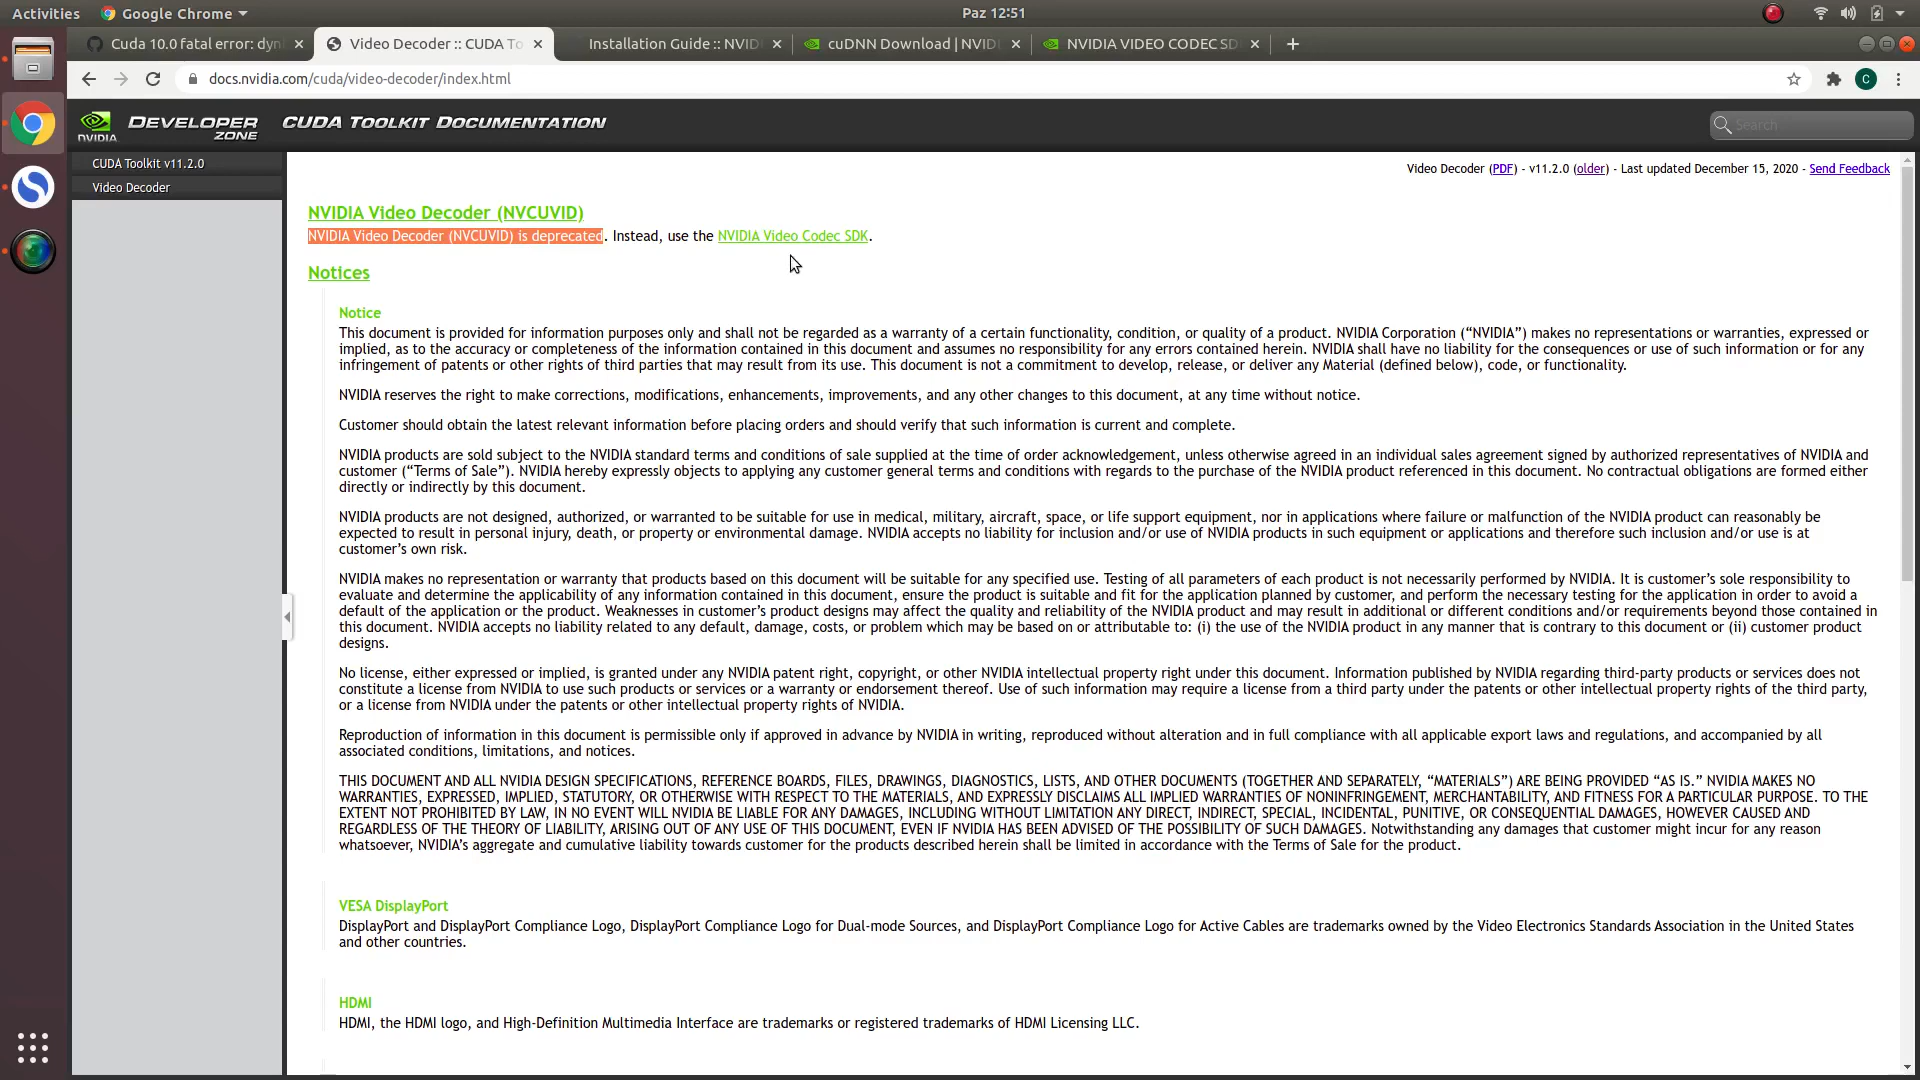 Activities
Google Chrome
Paz 12:51
Cuda 10.0 fatal error: dyn
Video Decoder :: CUDA To
Installation Guide :: NVID
cuDNN Download | NVIDI
NVIDIA VIDEO CODEC SD
docs.nvidia.com/cuda/video-decoder/index.html
C
NVIDIA
DEVELOPER ZONE
CUDA TOOLKIT DOCUMENTATION
Search
CUDA Toolkit v11.2.0
Video Decoder
Video Decoder (PDF) - v11.2.0 (older) - Last updated December 15, 2020 - Send Feedback
NVIDIA Video Decoder (NVCUVID)
NVIDIA Video Decoder (NVCUVID) is deprecated. Instead, use the NVIDIA Video Codec SDK.
Notices
Notice
This document is provided for information purposes only and shall not be regarded as a warranty of a certain functionality, condition, or quality of a product. NVIDIA Corporation (“NVIDIA”) makes no representations or warranties, expressed or
implied, as to the accuracy or completeness of the information contained in this document and assumes no responsibility for any errors contained herein. NVIDIA shall have no liability for the consequences or use of such information or for any
infringement of patents or other rights of third parties that may result from its use. This document is not a commitment to develop, release, or deliver any Material (defined below), code, or functionality.
NVIDIA reserves the right to make corrections, modifications, enhancements, improvements, and any other changes to this document, at any time without notice.
Customer should obtain the latest relevant information before placing orders and should verify that such information is current and complete.
NVIDIA products are sold subject to the NVIDIA standard terms and conditions of sale supplied at the time of order acknowledgement, unless otherwise agreed in an individual sales agreement signed by authorized representatives of NVIDIA and
customer (“Terms of Sale”). NVIDIA hereby expressly objects to applying any customer general terms and conditions with regards to the purchase of the NVIDIA product referenced in this document. No contractual obligations are formed either
directly or indirectly by this document.
NVIDIA products are not designed, authorized, or warranted to be suitable for use in medical, military, aircraft, space, or life support equipment, nor in applications where failure or malfunction of the NVIDIA product can reasonably be
expected to result in personal injury, death, or property or environmental damage. NVIDIA accepts no liability for inclusion and/or use of NVIDIA products in such equipment or applications and therefore such inclusion and/or use is at
customer’s own risk.
NVIDIA makes no representation or warranty that products based on this document will be suitable for any specified use. Testing of all parameters of each product is not necessarily performed by NVIDIA. It is customer’s sole responsibility to
evaluate and determine the applicability of any information contained in this document, ensure the product is suitable and fit for the application planned by customer, and perform the necessary testing for the application in order to avoid a
default of the application or the product. Weaknesses in customer’s product designs may affect the quality and reliability of the NVIDIA product and may result in additional or different conditions and/or requirements beyond those contained in
this document. NVIDIA accepts no liability related to any default, damage, costs, or problem which may be based on or attributable to: (i) the use of the NVIDIA product in any manner that is contrary to this document or (ii) customer product
designs.
No license, either expressed or implied, is granted under any NVIDIA patent right, copyright, or other NVIDIA intellectual property right under this document. Information published by NVIDIA regarding third-party products or services does not
constitute a license from NVIDIA to use such products or services or a warranty or endorsement thereof. Use of such information may require a license from a third party under the patents or other intellectual property rights of the third party,
or a license from NVIDIA under the patents or other intellectual property rights of NVIDIA.
Reproduction of information in this document is permissible only if approved in advance by NVIDIA in writing, reproduced without alteration and in full compliance with all applicable export laws and regulations, and accompanied by all
associated conditions, limitations, and notices.
THIS DOCUMENT AND ALL NVIDIA DESIGN SPECIFICATIONS, REFERENCE BOARDS, FILES, DRAWINGS, DIAGNOSTICS, LISTS, AND OTHER DOCUMENTS (TOGETHER AND SEPARATELY, “MATERIALS”) ARE BEING PROVIDED “AS IS.” NVIDIA MAKES NO
WARRANTIES, EXPRESSED, IMPLIED, STATUTORY, OR OTHERWISE WITH RESPECT TO THE MATERIALS, AND EXPRESSLY DISCLAIMS ALL IMPLIED WARRANTIES OF NONINFRINGEMENT, MERCHANTABILITY, AND FITNESS FOR A PARTICULAR PURPOSE. TO THE
EXTENT NOT PROHIBITED BY LAW, IN NO EVENT WILL NVIDIA BE LIABLE FOR ANY DAMAGES, INCLUDING WITHOUT LIMITATION ANY DIRECT, INDIRECT, SPECIAL, INCIDENTAL, PUNITIVE, OR CONSEQUENTIAL DAMAGES, HOWEVER CAUSED AND
REGARDLESS OF THE THEORY OF LIABILITY, ARISING OUT OF ANY USE OF THIS DOCUMENT, EVEN IF NVIDIA HAS BEEN ADVISED OF THE POSSIBILITY OF SUCH DAMAGES. Notwithstanding any damages that customer might incur for any reason
whatsoever, NVIDIA’s aggregate and cumulative liability towards customer for the products described herein shall be limited in accordance with the Terms of Sale for the product.
VESA DisplayPort
DisplayPort and DisplayPort Compliance Logo, DisplayPort Compliance Logo for Dual-mode Sources, and DisplayPort Compliance Logo for Active Cables are trademarks owned by the Video Electronics Standards Association in the United States
and other countries.
HDMI
HDMI, the HDMI logo, and High-Definition Multimedia Interface are trademarks or registered trademarks of HDMI Licensing LLC.